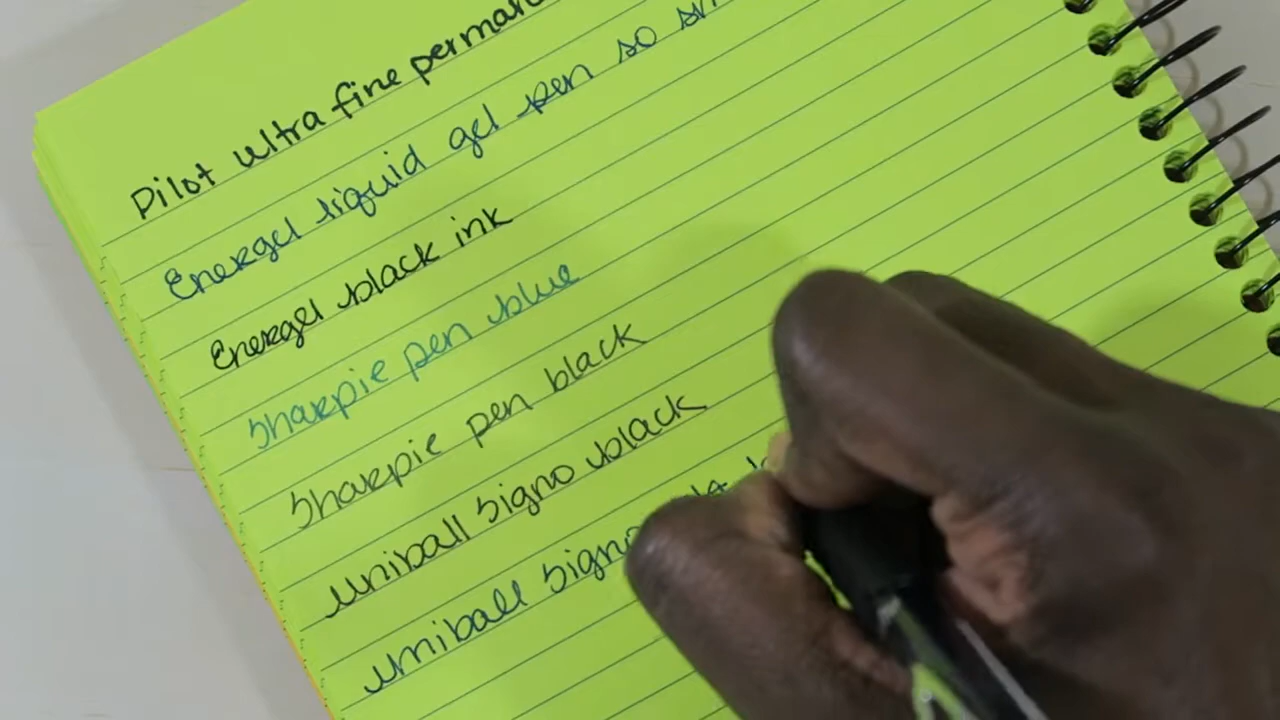 Pilot ultra fine
Energel liquid gel pen so
Energel black ink
Sharpie pen blue
Sharpie pen black
uniball signo black
uniball signo